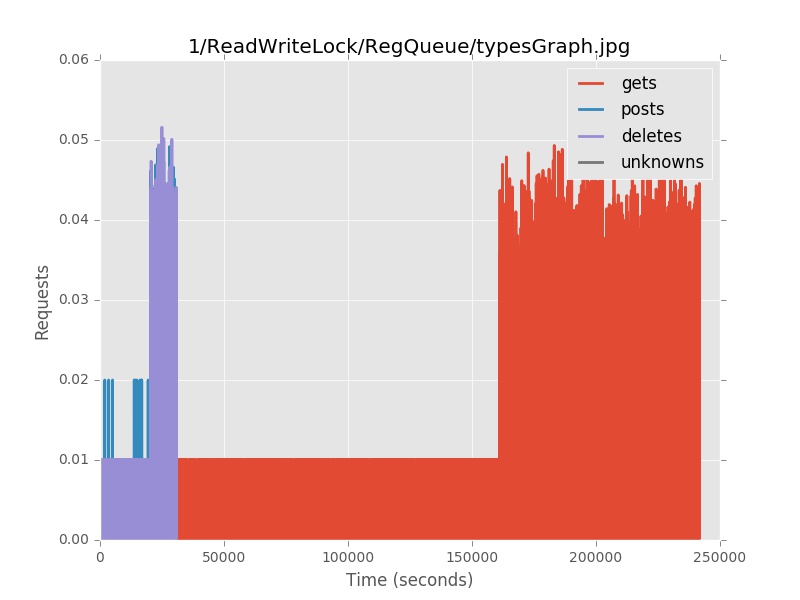 1/ReadWriteLock/RegQueue/typesGraph.jpg
0.06
0.05
0.04
0.03
0.02
0.01
0.00
Requests
gets
posts
deletes
unknowns
0 50000 100000 150000 200000 250000
Time (seconds)